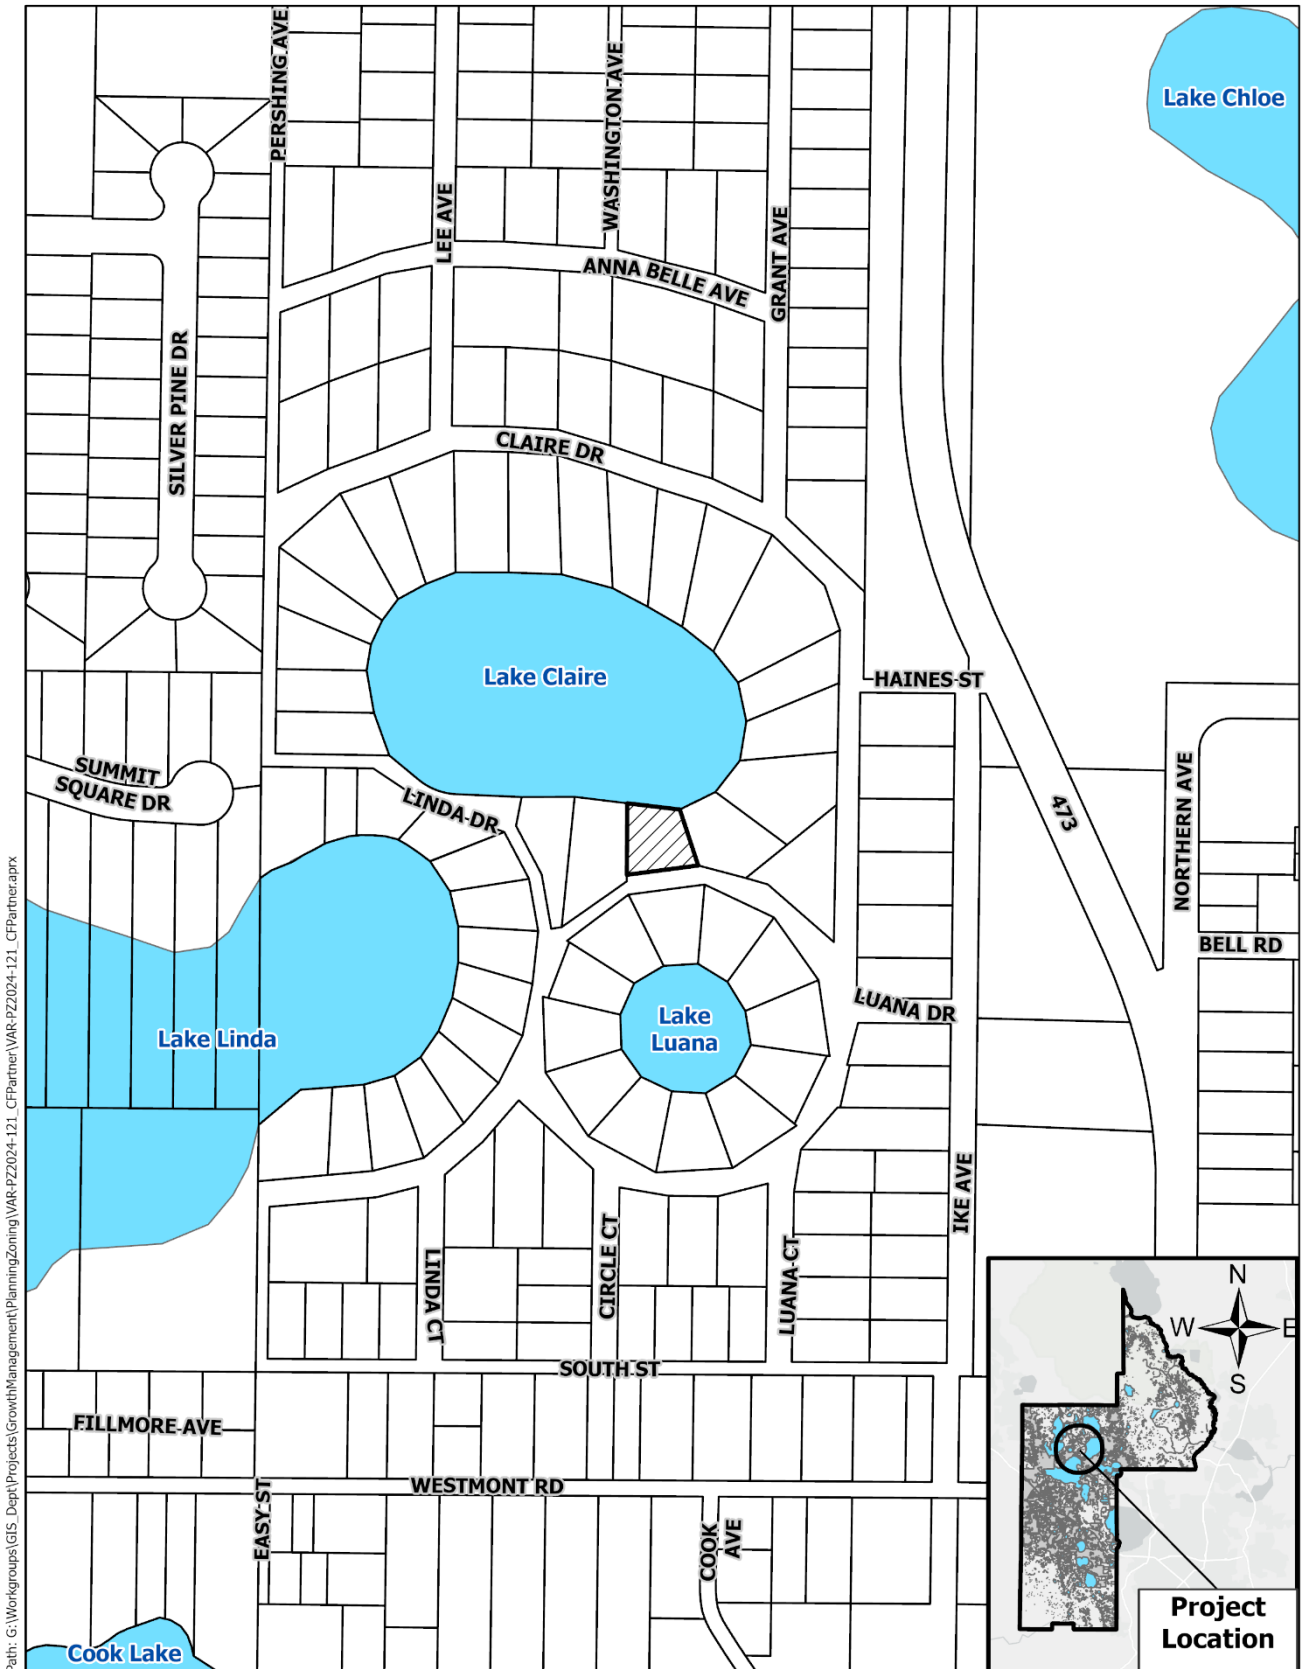 PERSHING AVE
WASHINGTON AVE
Lake Chloe
LEE AVE
GRANT AVE
ANNA BELLE AVE
SILVER PINE DR
CLAIRE DR
Lake Claire
HAINES ST
SUMMIT
SQUARE DR
LINDA DR
473
NORTHERN AVE
BELL RD
LUANA DR
Lake
Luana
Lake Linda
IKE AVE
LINDA CT
CIRCLE CT
LUANA CT
SOUTH ST
FILLMORE AVE
WESTMONT RD
EASY ST
COOK
AVE
Cook Lake
N
W
E
S
Project
Location
Path: G:\Workgroups\GIS_Dept\Projects\GrowthManagement\PlanningZoning\VAR-PZ2024-121_CFPartner\VAR-PZ2024-121_CFPartner.aprx